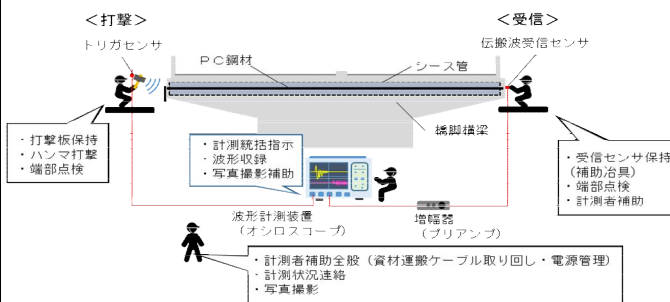 ＜打撃＞
＜受信＞
トリガセンサ
伝搬波受信センサ
ＰＣ鋼材
シース管
橋脚横梁
・打撃板保持
・ハンマ打撃
・端部点検
・計測統括指示
・波形収録
・写真撮影補助
・受信センサ保持
（補助冶具）
・端部点検
・計測者補助
波形計測装置
（オシロスコープ）
増幅器
（プリアンプ）
・計測者補助全般（資材運搬ケーブル取り回し・電源管理）
・計測状況連絡
・写真撮影